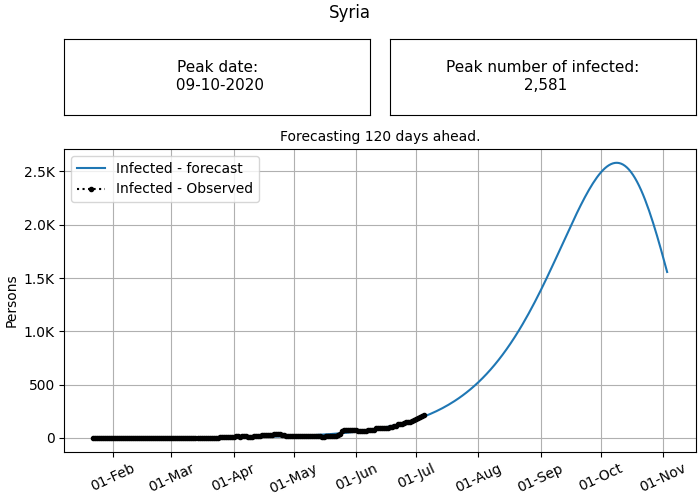 Syria
Peak date:
09-10-2020
Peak number of infected:
2,581
Forecasting 120 days ahead.
Infected - forecast
Infected - Observed
Persons
2.5K
2.0K
1.5K
1.0K
500
0
01-Feb
01-Mar
01-Apr
01-May
01-Jun
01-Jul
01-Aug
01-Sep
01-Oct
01-Nov